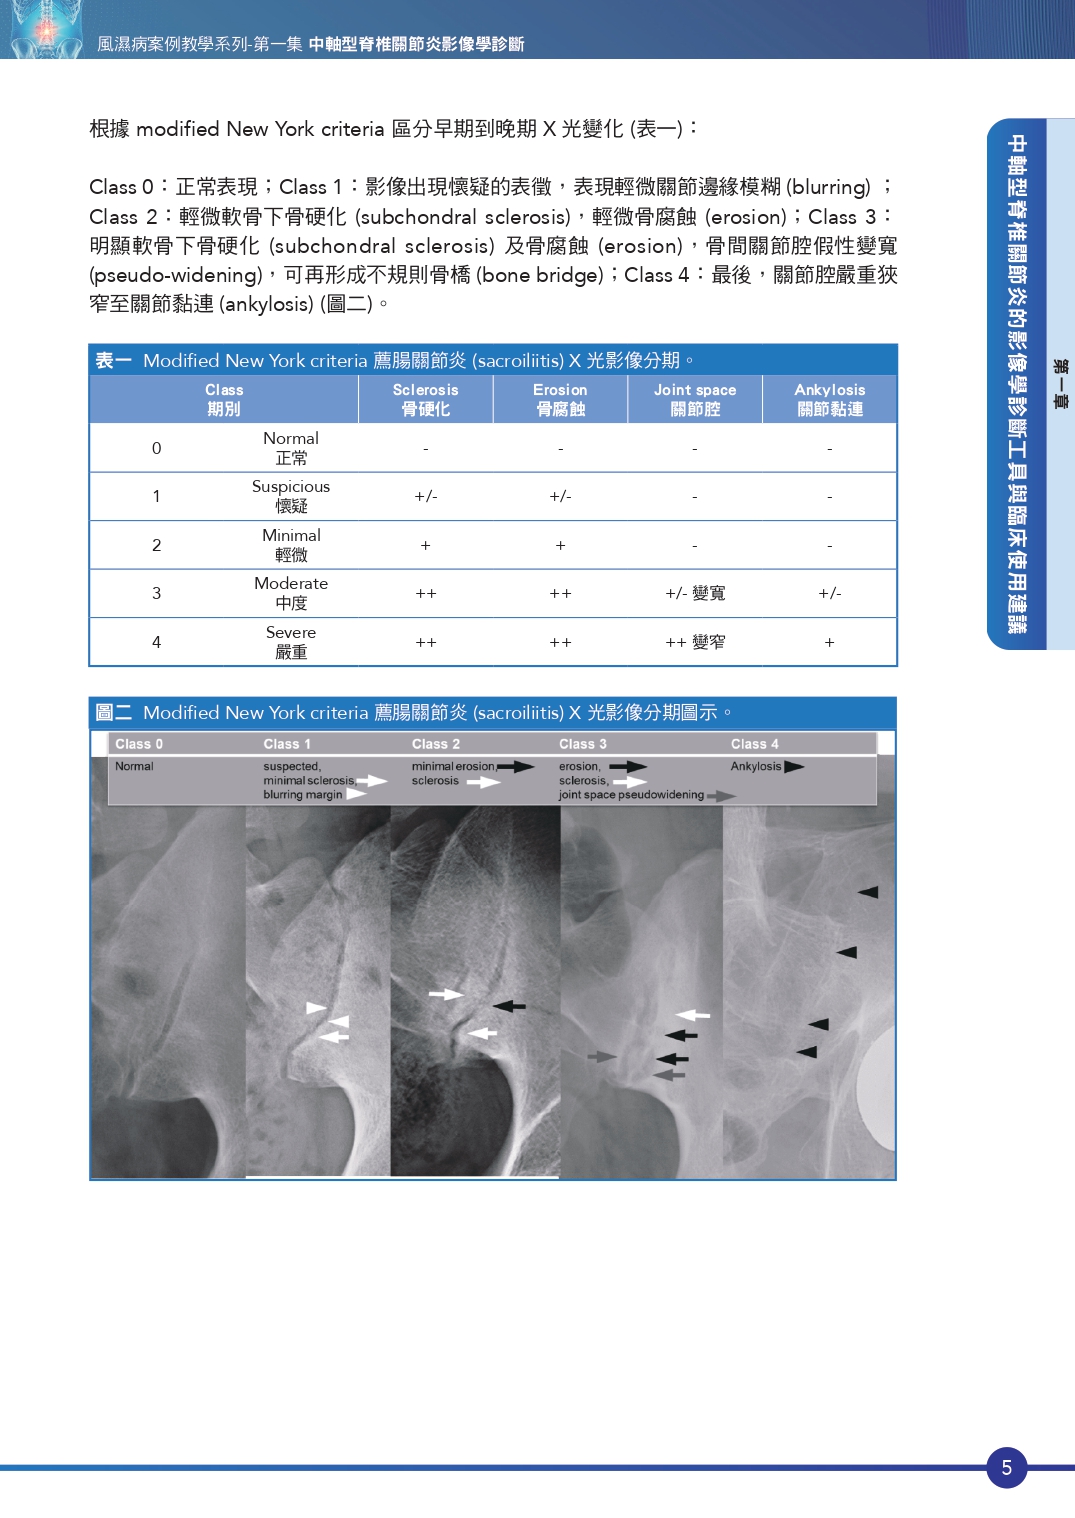 風濕病案例教學系列-第一集 中軸型脊椎關節炎影像學診斷
根據 modified New York criteria 區分早期到晚期 X 光變化 (表一)：
Class 0：正常表現；Class 1：影像出現懷疑的表徵，表現輕微關節邊緣模糊 (blurring) ；
Class 2：輕微軟骨下骨硬化 (subchondral sclerosis)，輕微骨腐蝕 (erosion)；Class 3：
明顯軟骨下骨硬化 (subchondral sclerosis) 及骨腐蝕 (erosion)，骨間關節腔假性變寬
(pseudo-widening)，可再形成不規則骨橋 (bone bridge)；Class 4：最後，關節腔嚴重狹
窄至關節黏連 (ankylosis) (圖二)。
表一 Modified New York criteria 薦腸關節炎 (sacroiliitis) X 光影像分期。
Class Sclerosis Erosion Joint space Ankylosis
期別 骨硬化 骨腐蝕 關節腔 關節黏連
0 Normal 正常 - - - -
1 Suspicious 懷疑 +/- +/- - -
2 Minimal 輕微 + + - -
3 Moderate 中度 ++ ++ +/- 變寬 +/-
4 Severe 嚴重 ++ ++ ++ 變窄 +
圖二 Modified New York criteria 薦腸關節炎 (sacroiliitis) X 光影像分期圖示。
Class 0 Class 1 Class 2 Class 3 Class 4
Normal suspected, minimal erosion, erosion, Ankylosis
minimal sclerosis, sclerosis sclerosis,
blurring margin joint space pseudowidening
中軸型脊椎關節炎的影像學診斷工具與臨床使用建議
第一章
5